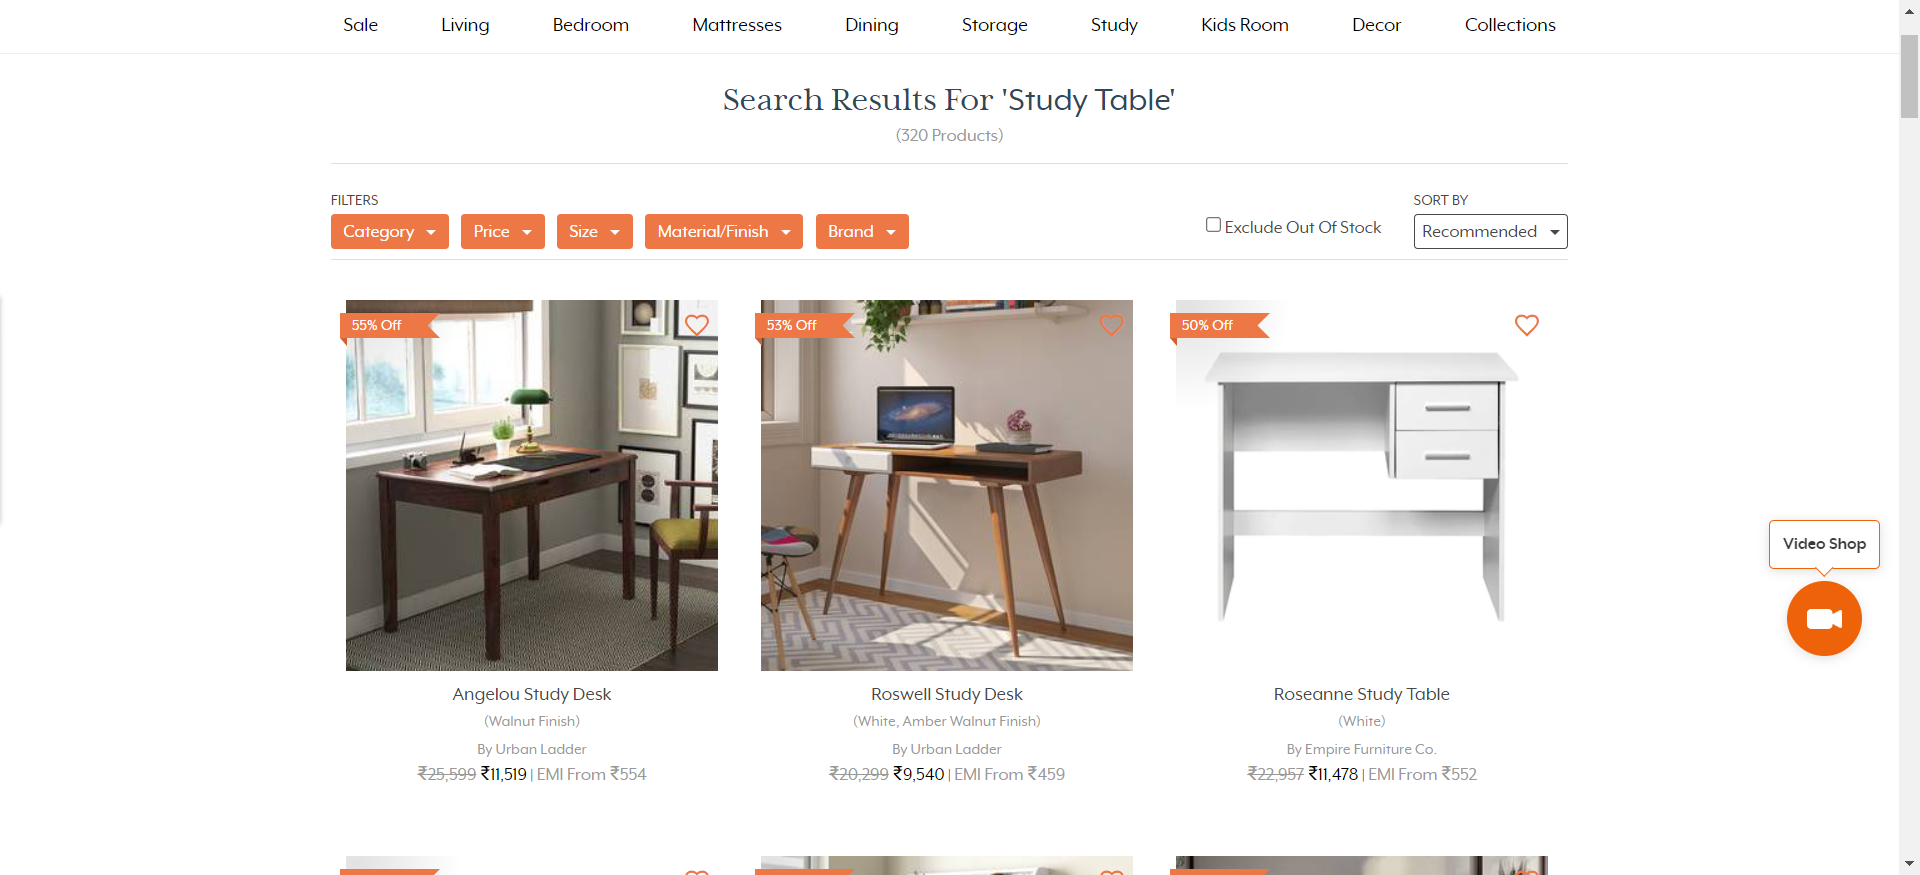 Sale Living Bedroom Mattresses Dining Storage Study Kids Room Decor Collections
Search Results For 'Study Table'
(320 Products)
FILTERS
Category Price Size Material/Finish Brand
Exclude Out Of Stock
SORT BY
Recommended
55% Off
53% Off
50% Off
Angelou Study Desk
(Walnut Finish)
By Urban Ladder
₹25,599 ₹11,519 | EMI From ₹554
Roswell Study Desk
(White, Amber Walnut Finish)
By Urban Ladder
₹20,299 ₹9,540 | EMI From ₹459
Roseanne Study Table
(White)
By Empire Furniture Co.
₹22,957 ₹11,478 | EMI From ₹552
Video Shop